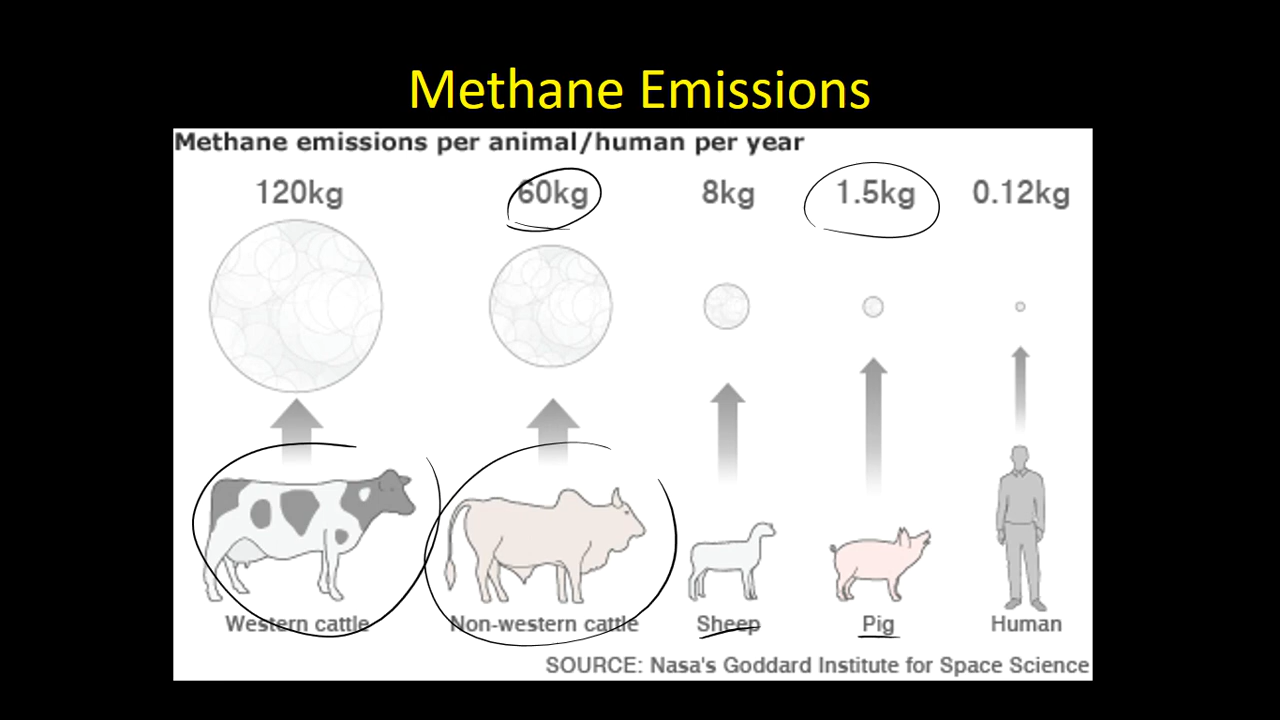 Methane Emissions
Methane emissions per animal/human per year
120kg 60kg 8kg 1.5kg 0.12kg
Western cattle Non-western cattle Sheep Pig Human
SOURCE: Nasa's Goddard Institute for Space Science